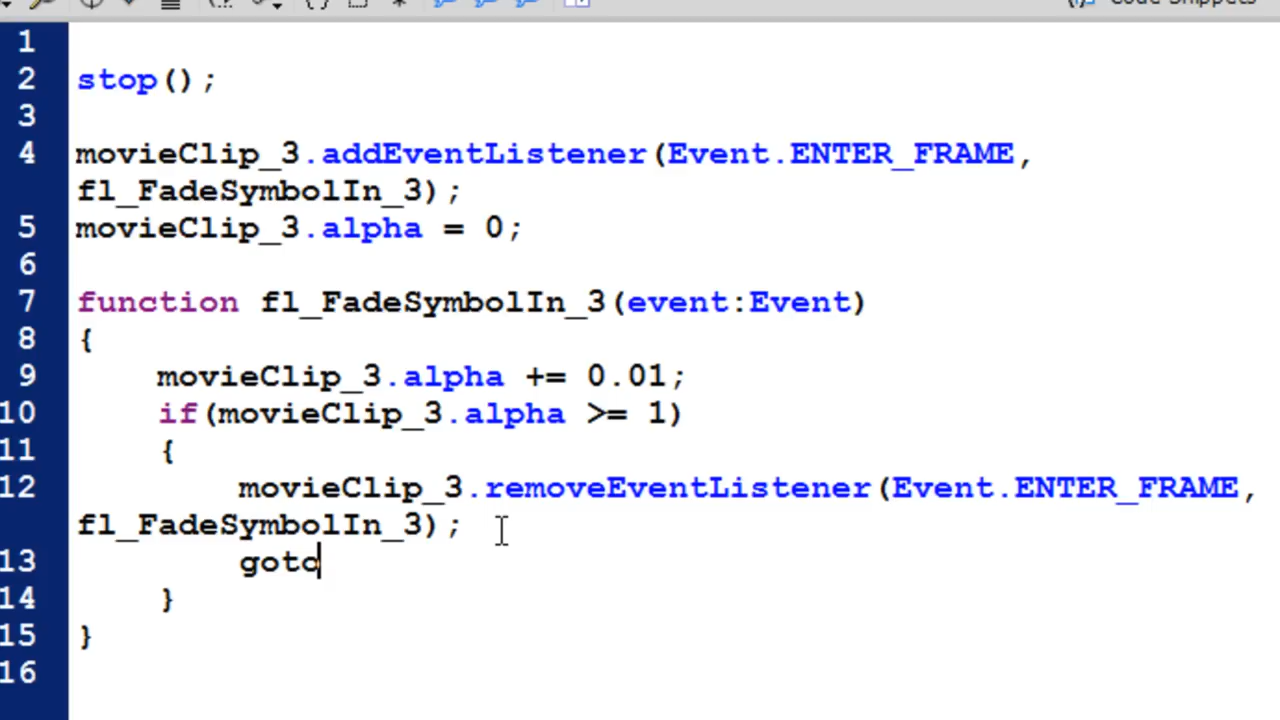 Code Snippets
1
2 stop();
3
4 movieClip_3.addEventListener(Event.ENTER_FRAME,
fl_FadeSymbolIn_3);
5 movieClip_3.alpha = 0;
6
7 function fl_FadeSymbolIn_3(event:Event)
8 {
9 movieClip_3.alpha += 0.01;
10 if(movieClip_3.alpha >= 1)
11 {
12 movieClip_3.removeEventListener(Event.ENTER_FRAME,
fl_FadeSymbolIn_3);
13 goto
14 }
15 }
16